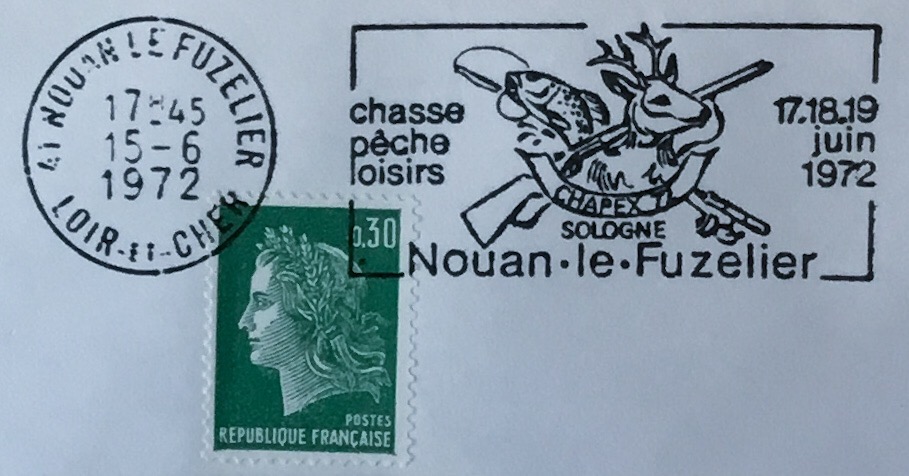 41 NOUAN LE FUZELIER
17H45
15-6
1972
LOIR-ET-CHER
chasse
pêche
loisirs
17.18.19
juin
1972
CHAPEX 72
SOLOGNE
Nouan·le·Fuzelier
0,30
POSTES
REPUBLIQUE FRANÇAISE